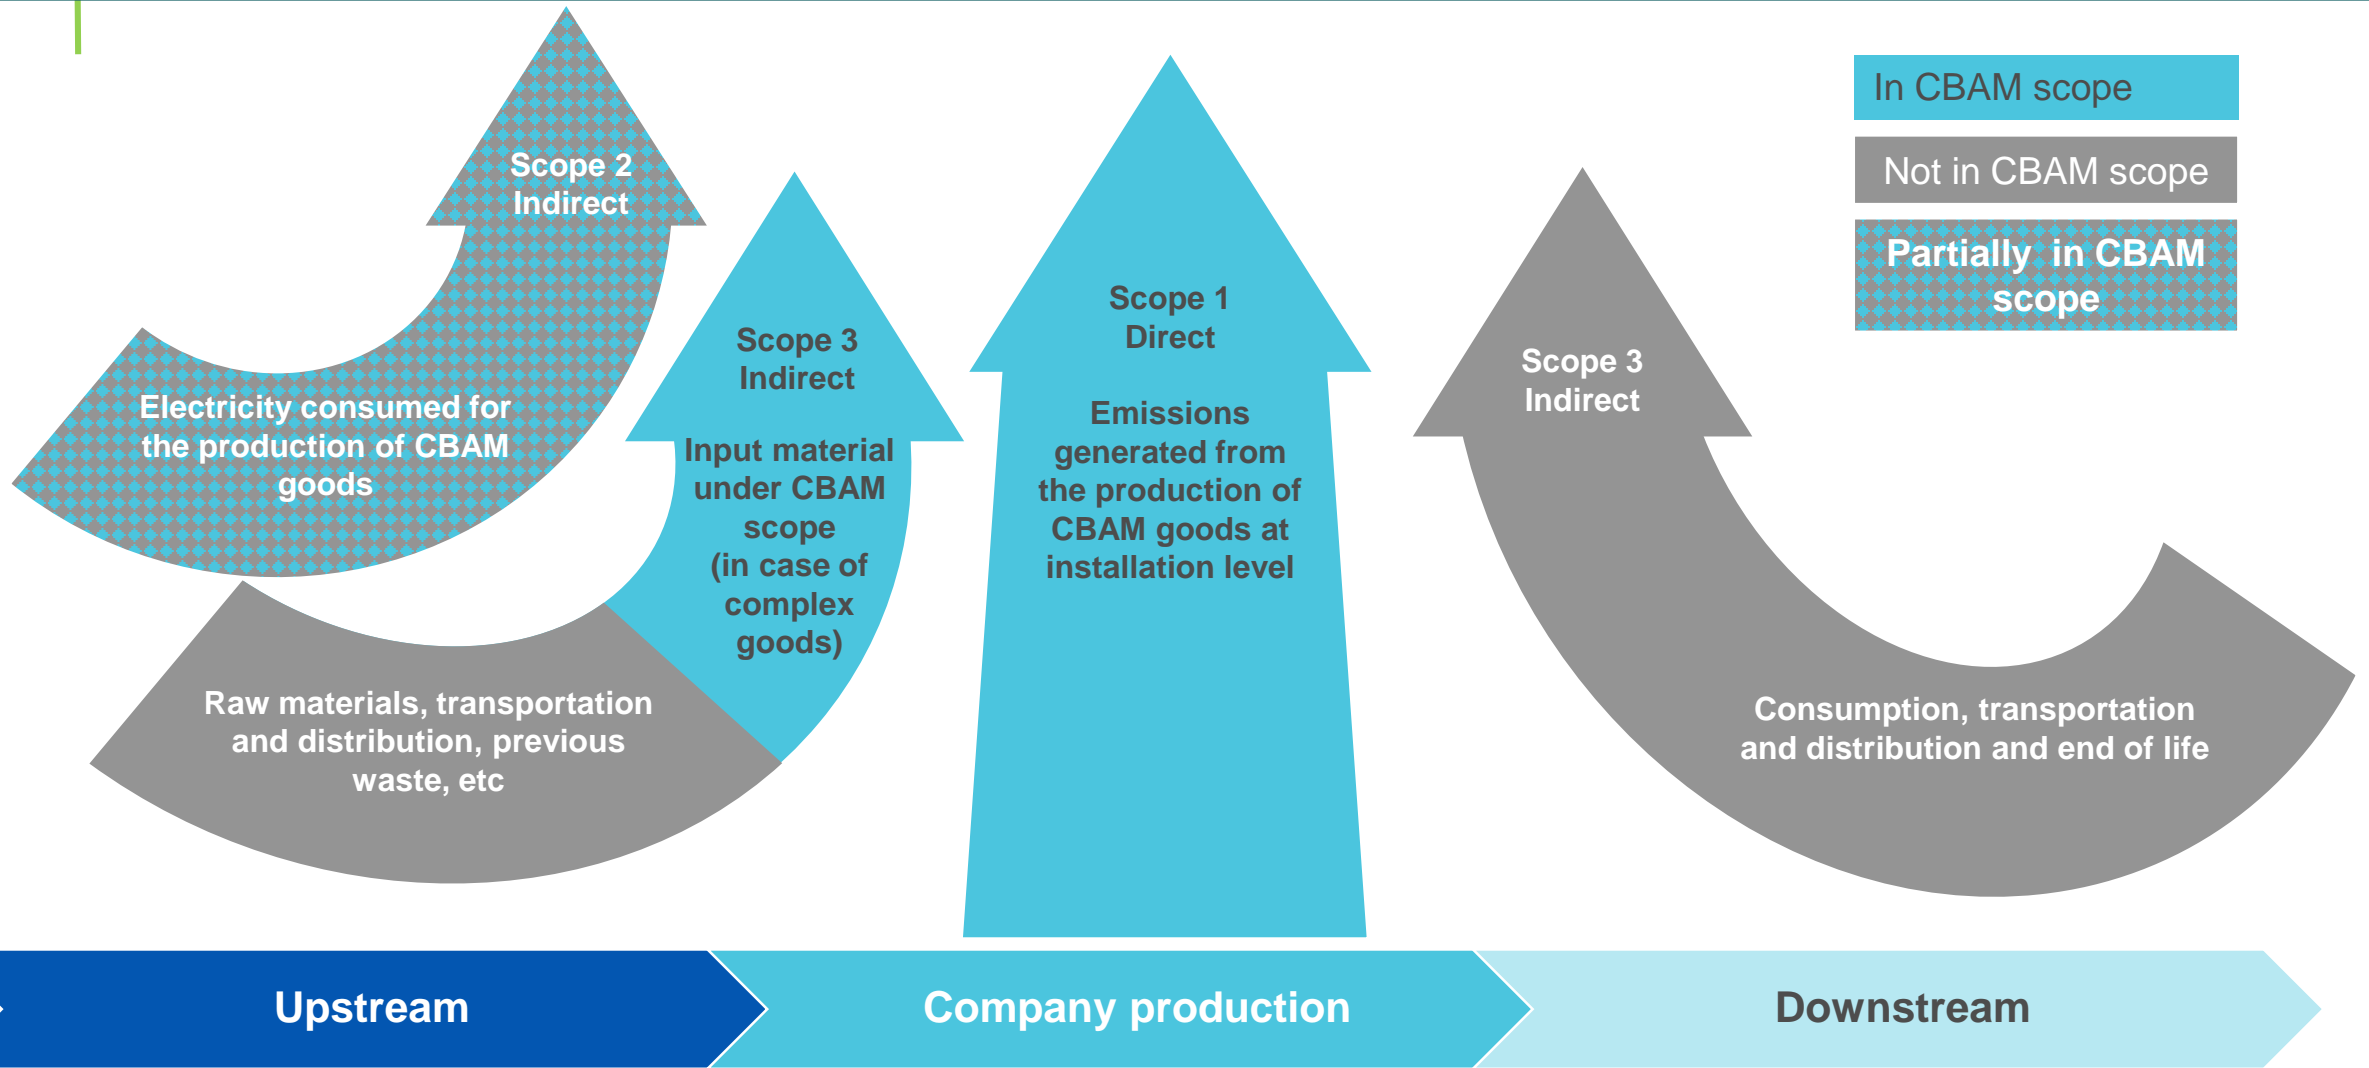 Scope 2
Indirect
Electricity consumed for
the production of CBAM
goods
Scope 3
Indirect
Input material
under CBAM
scope
(in case of
complex
goods)
Raw materials, transportation
and distribution, previous
waste, etc
Scope 1
Direct
Emissions
generated from
the production of
CBAM goods at
installation level
Scope 3
Indirect
Consumption, transportation
and distribution and end of life
In CBAM scope
Not in CBAM scope
Partially in CBAM
scope
Upstream
Company production
Downstream